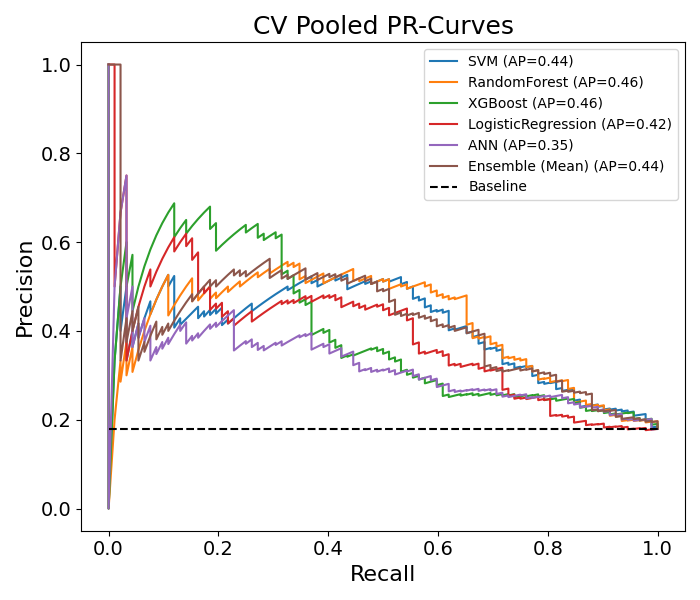 CV Pooled PR-Curves
SVM (AP=0.44)
RandomForest (AP=0.46)
XGBoost (AP=0.46)
LogisticRegression (AP=0.42)
ANN (AP=0.35)
Ensemble (Mean) (AP=0.44)
Baseline
Precision
1.0
0.8
0.6
0.4
0.2
0.0
0.0 0.2 0.4 0.6 0.8 1.0
Recall